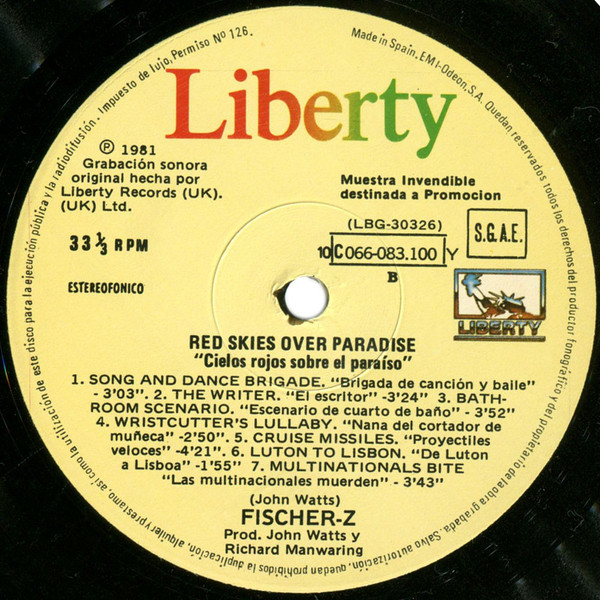 Impuesto de lujo, Permiso Nº 126.
Made in Spain. EMI-Odeon, S.A. Quedan reservados todos los derechos del productor fonográfico y del propietario de la obra grabada. Salvo autorización, quedan prohibidos la duplicación, alquiler y préstamo, así como la utilización de este disco para la ejecución pública y la radiodifusión.
Liberty
Ⓟ 1981
Grabación sonora
original hecha por
Liberty Records (UK).
(UK) Ltd.
Muestra Invendible
destinada a Promocion
(LBG-30326)
S.G.A.E.
33 ⅓ RPM
10C066-083.100 Y
B
ESTEREOFONICO
LIBERTY
RED SKIES OVER PARADISE
"Cielos rojos sobre el paraíso"
1. SONG AND DANCE BRIGADE. "Brigada de canción y baile"
- 3'03". 2. THE WRITER. "El escritor" -3'24" 3. BATH-
ROOM SCENARIO. "Escenario de cuarto de baño" - 3'52"
4. WRISTCUTTER'S LULLABY. "Nana del cortador de
muñeca" -2'50". 5. CRUISE MISSILES. "Proyectiles
veloces" -4'21". 6. LUTON TO LISBON. "De Luton
a Lisboa" -1'55" 7. MULTINATIONALS BITE
"Las multinacionales muerden" - 3'43"
(John Watts)
FISCHER-Z
Prod. John Watts y
Richard Manwaring